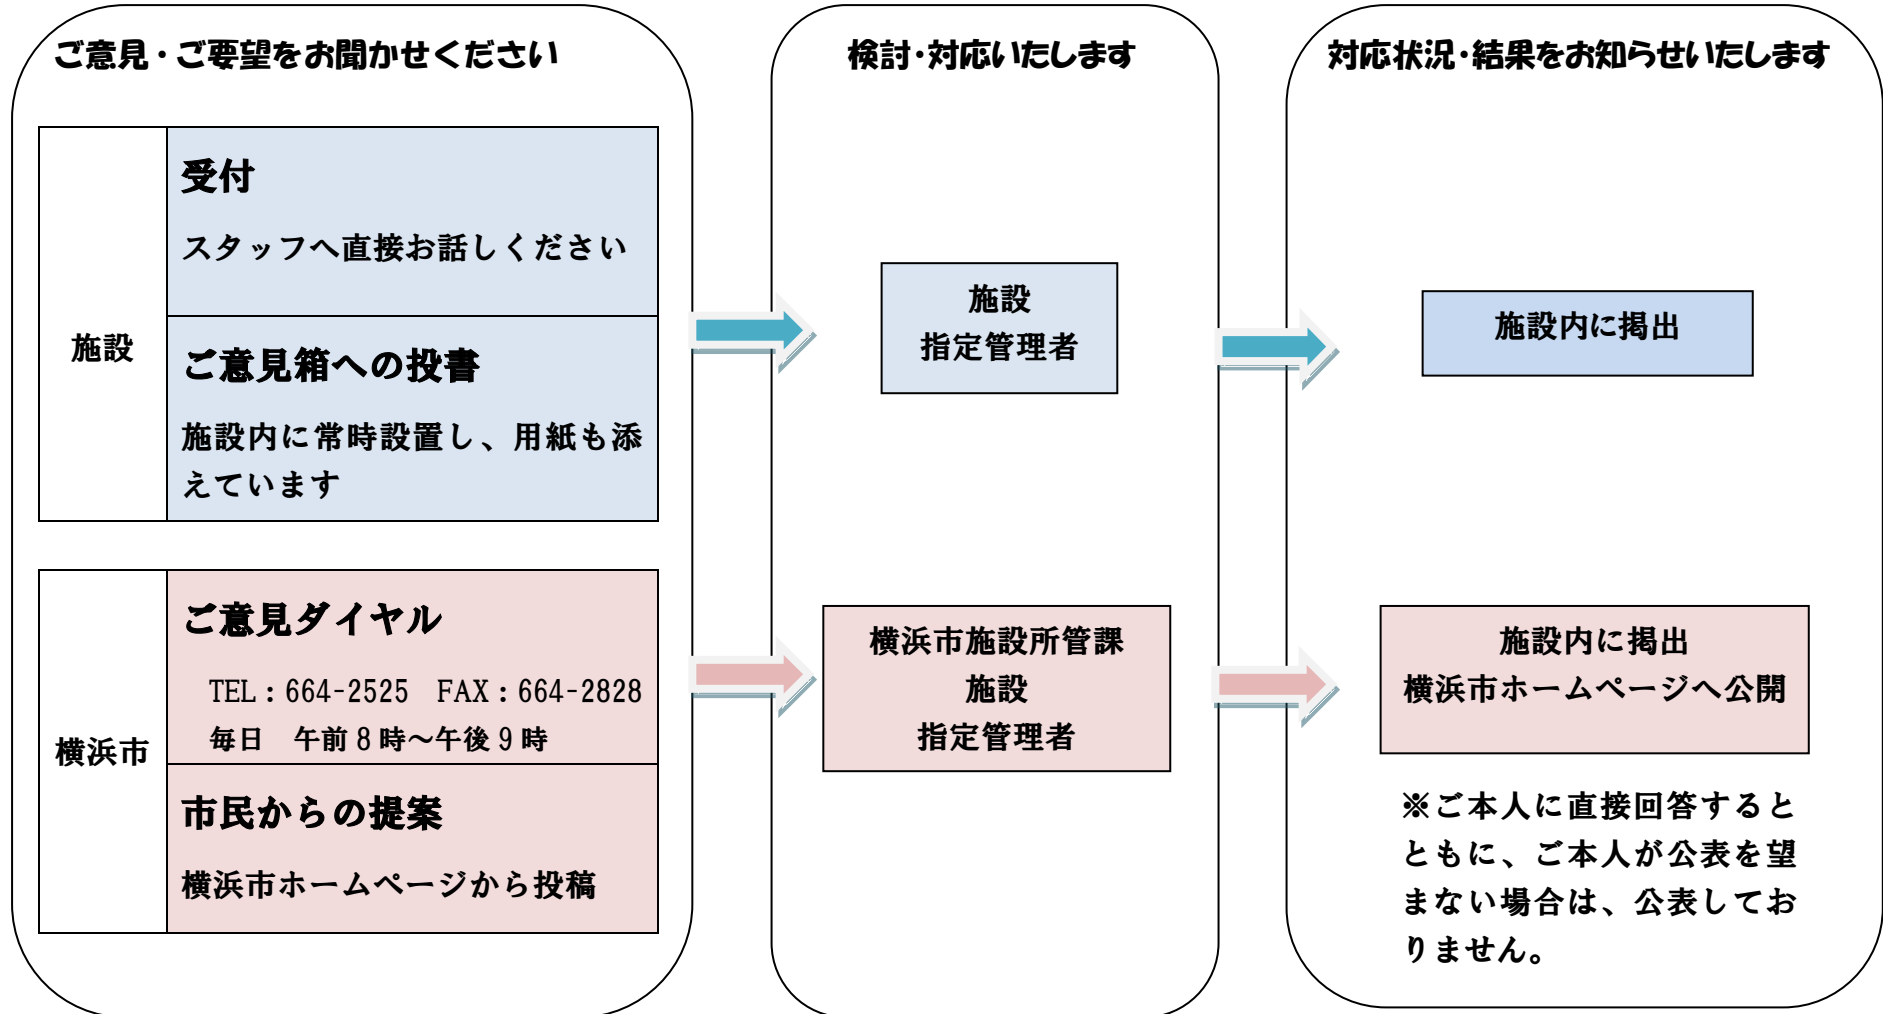 ご意見・ご要望をお聞かせください
施設
受付
スタッフへ直接お話しください
ご意見箱への投書
施設内に常時設置し、用紙も添
えています
横浜市
ご意見ダイヤル
TEL：664-2525　FAX：664-2828
毎日　午前８時～午後９時
市民からの提案
横浜市ホームページから投稿
検討・対応いたします
施設
指定管理者
横浜市施設所管課
施設
指定管理者
対応状況・結果をお知らせいたします
施設内に掲出
施設内に掲出
横浜市ホームページへ公開
※ご本人に直接回答すると
ともに、ご本人が公表を望
まない場合は、公表してお
りません。